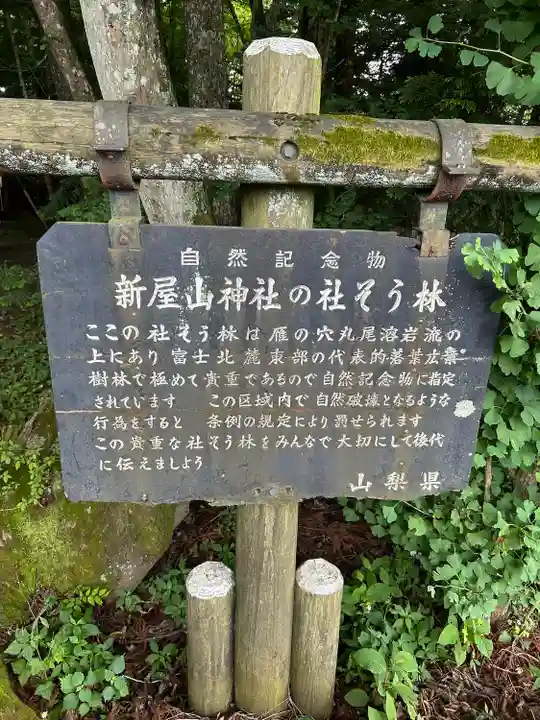 自然記念物
新屋山神社の社そう林
ここの社そう林は雁の穴丸尾溶岩流の
上にあり富士北麓東部の代表的落葉広葉
樹林で極めて貴重であるので自然記念物に指定
されています この区域内で自然破壊となるような
行為をすると 条例の規定により罰せられます
この貴重な社そう林をみんなで大切にして後代
に伝えましよう
山梨県